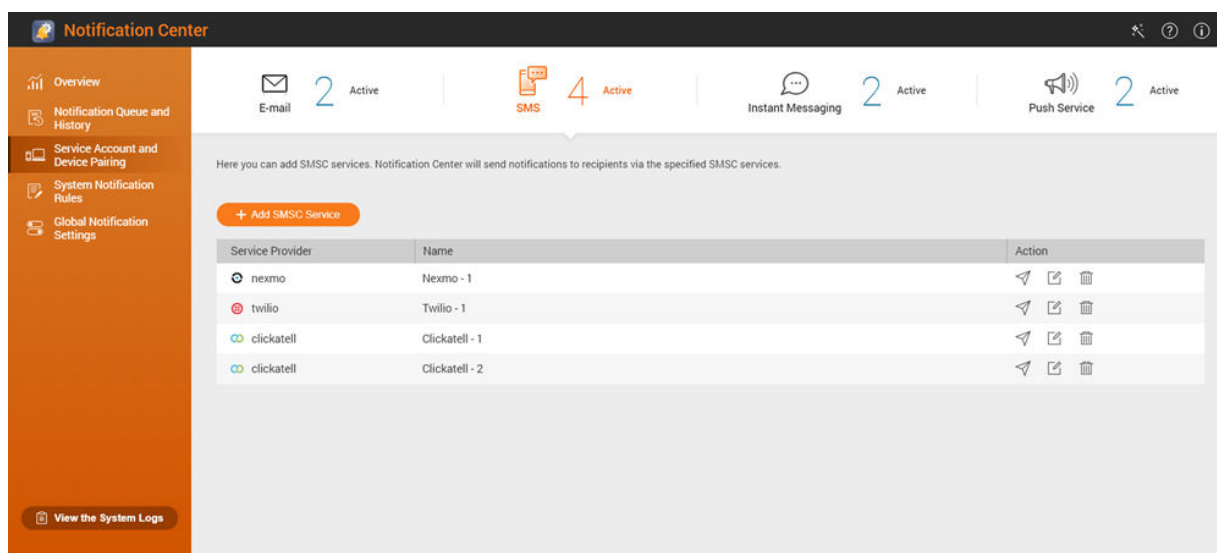 Notification Center
Overview
Notification Queue and
History
Service Account and
Device Pairing
System Notification
Rules
Global Notification
Settings
View the System Logs
E-mail
2
Active
SMS
4
Active
Instant Messaging
2
Active
Push Service
2
Active
Here you can add SMSC services. Notification Center will send notifications to recipients via the specified SMSC services.
+ Add SMSC Service
Service Provider Name Action
nexmo Nexmo - 1
twilio Twilio - 1
clickatell Clickatell - 1
clickatell Clickatell - 2